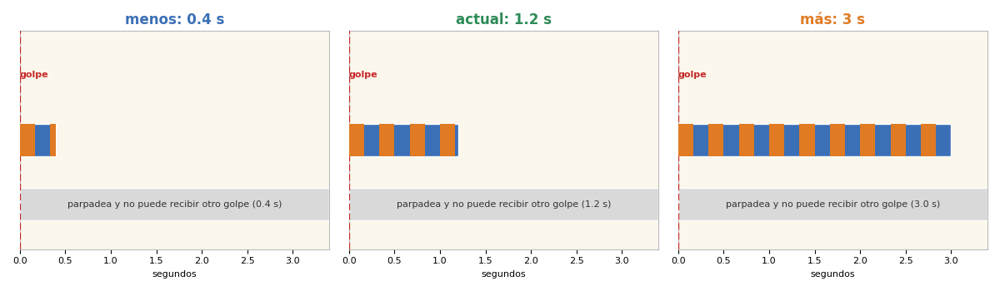 menos: 0.4 s
golpe
parpadea y no puede recibir otro golpe (0.4 s)
0.0 0.5 1.0 1.5 2.0 2.5 3.0
segundos
actual: 1.2 s
golpe
parpadea y no puede recibir otro golpe (1.2 s)
0.0 0.5 1.0 1.5 2.0 2.5 3.0
segundos
más: 3 s
golpe
parpadea y no puede recibir otro golpe (3.0 s)
0.0 0.5 1.0 1.5 2.0 2.5 3.0
segundos